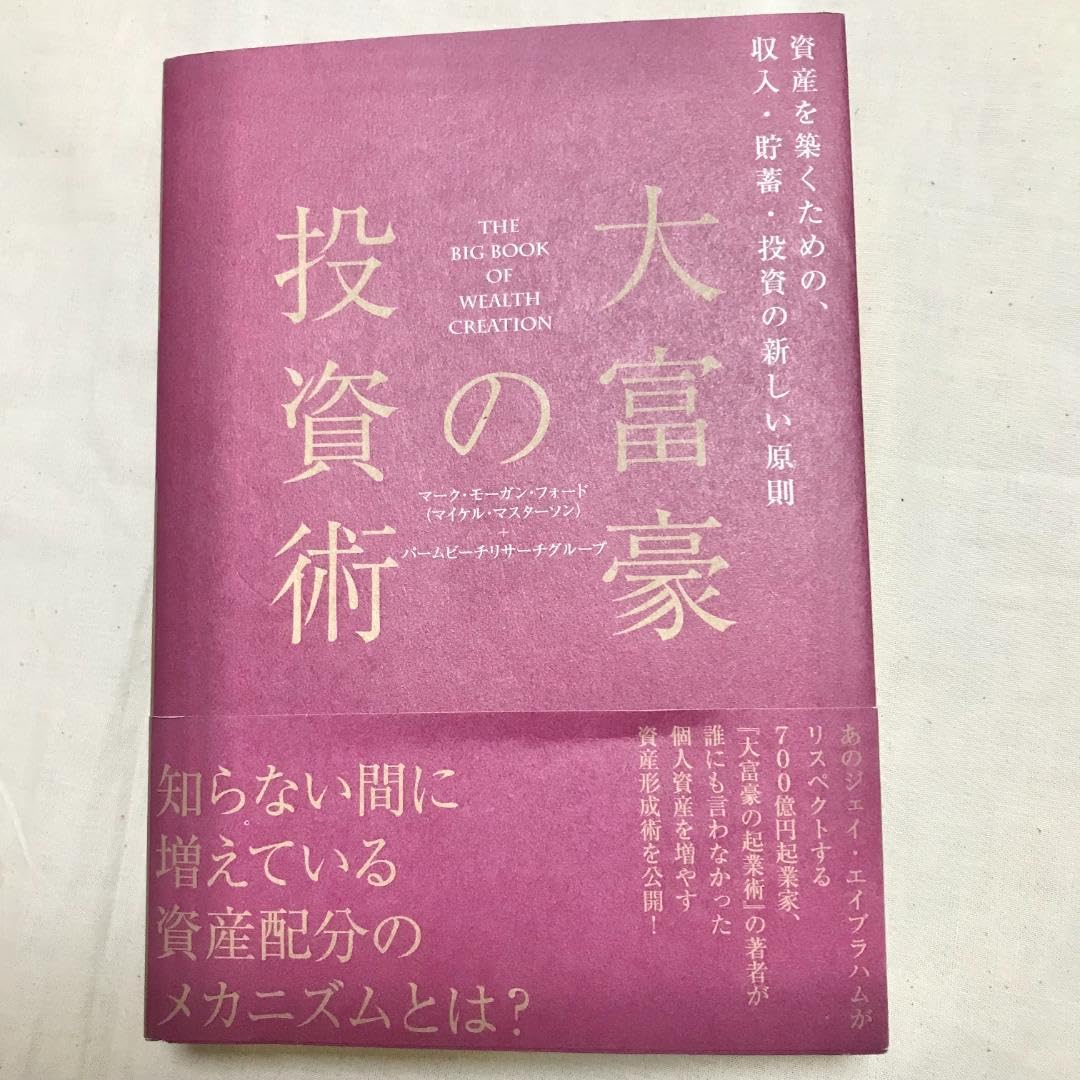 資産を築くための、
収入・貯蓄・投資の新しい原則
大富豪
の
投資術
THE
BIG BOOK
OF
WEALTH
CREATION
マーク・モーガン・フォード
(マイケル・マスターソン)
+
パームビーチリサーチグループ
あのジェイ・エイブラハムが
リスペクトする
700億円起業家、
『大富豪の起業術』の著者が
誰にも言わなかった
個人資産を増やす
資産形成術を公開!
知らない間に
増えている
資産配分の
メカニズムとは?